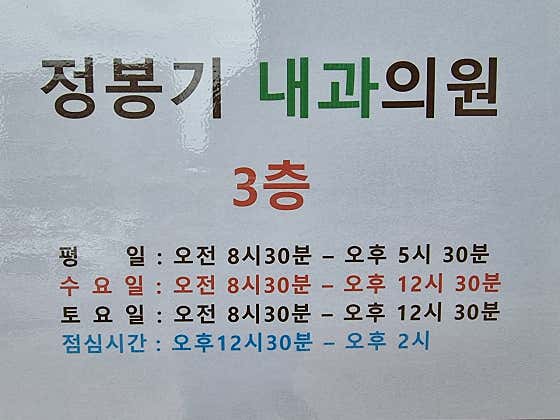 정봉기 내과의원
3층
평 일 : 오전 8시30분 – 오후 5시 30분
수 요 일 : 오전 8시30분 – 오후 12시 30분
토 요 일 : 오전 8시30분 – 오후 12시 30분
점심시간 : 오후12시30분 – 오후 2시